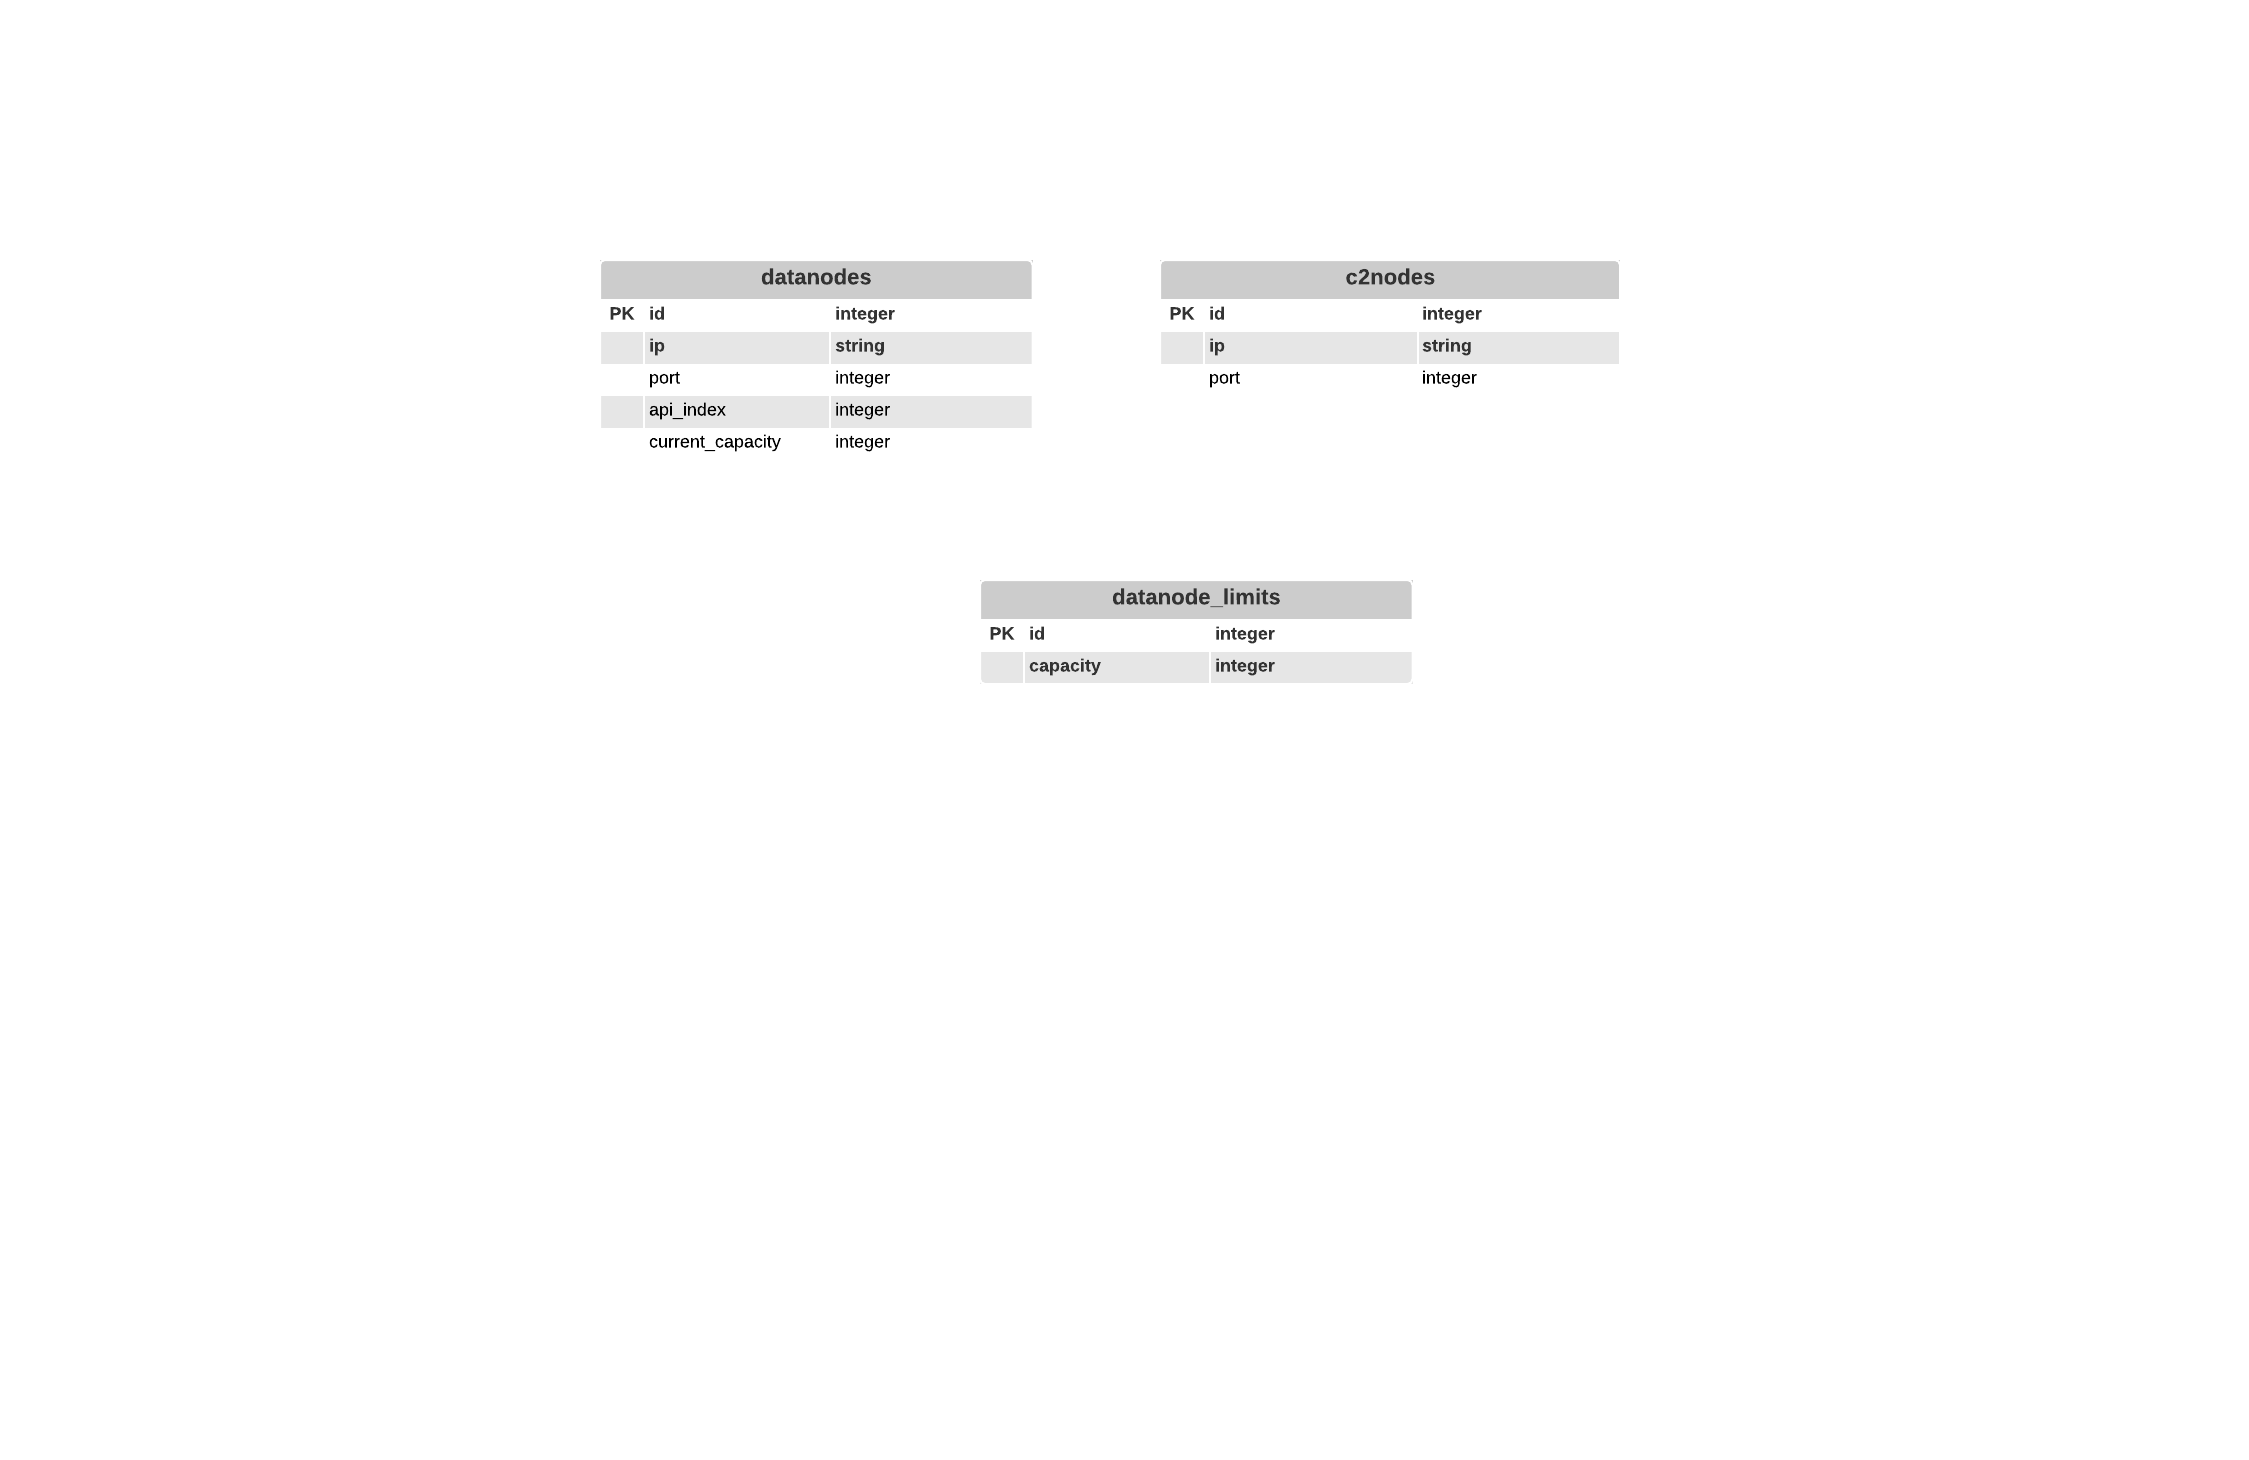 datanodes
PK id integer
ip string
port integer
api_index integer
current_capacity integer
c2nodes
PK id integer
ip string
port integer
datanode_limits
PK id integer
capacity integer